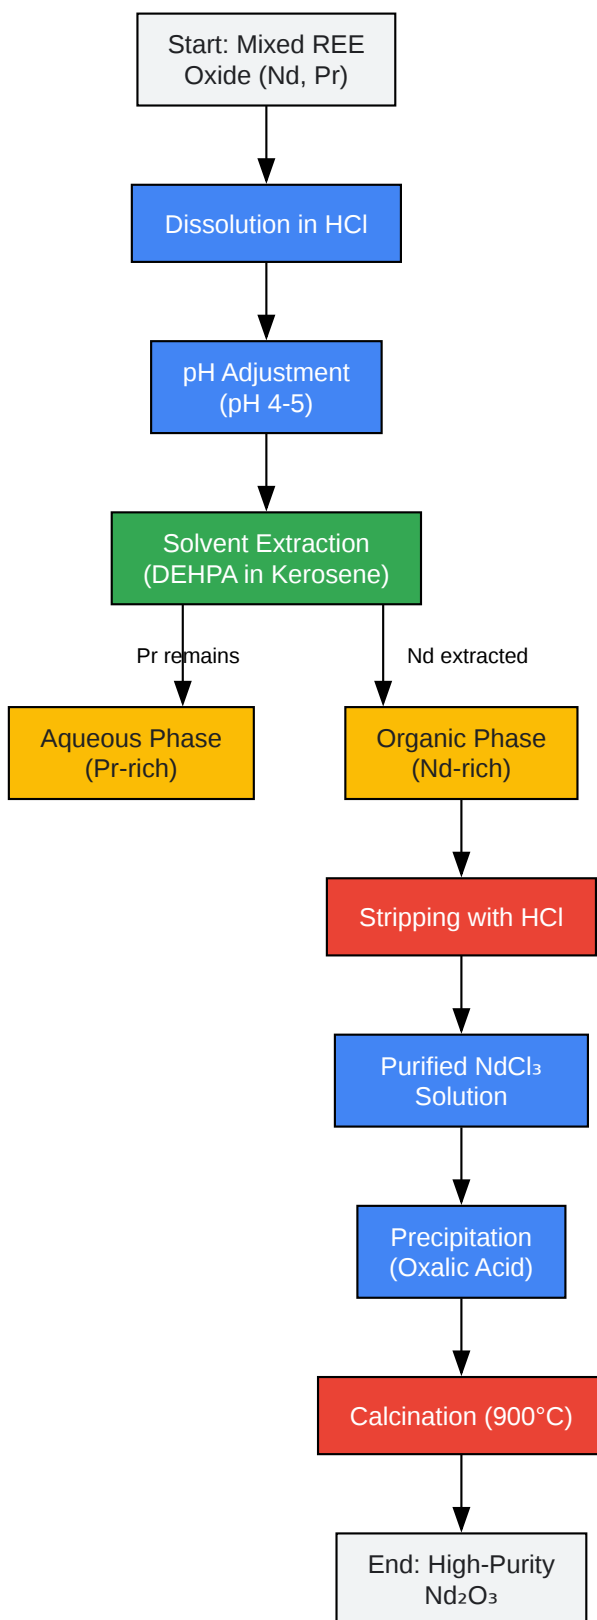 Start: Mixed REE
Oxide (Nd, Pr)
Dissolution in HCl
pH Adjustment
(pH 4-5)
Solvent Extraction
(DEHPA in Kerosene)
Pr remains
Nd extracted
Aqueous Phase
(Pr-rich)
Organic Phase
(Nd-rich)
Stripping with HCl
Purified NdCl₃
Solution
Precipitation
(Oxalic Acid)
Calcination (900°C)
End: High-Purity
Nd₂O₃